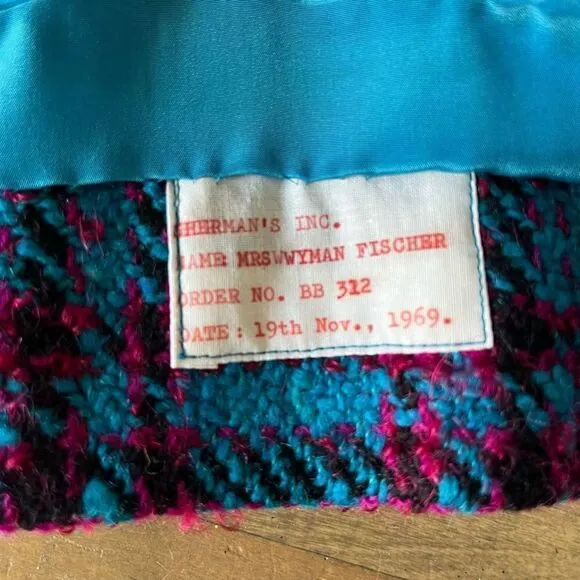 SHERMAN'S INC.
NAME: MRSWWYMAN FISCHER
ORDER NO. BB 312
DATE: 19th Nov., 1969.